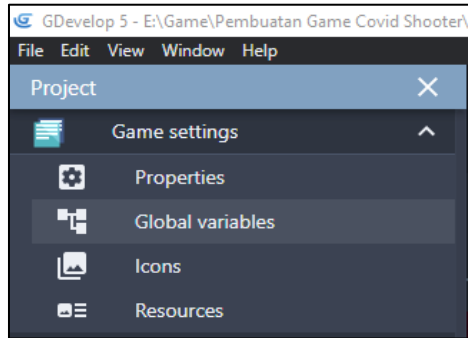 GDevelop 5 - E:\Game\Pembuatan Game Covid Shooter\
File Edit View Window Help
Project
Game settings
Properties
Global variables
Icons
Resources